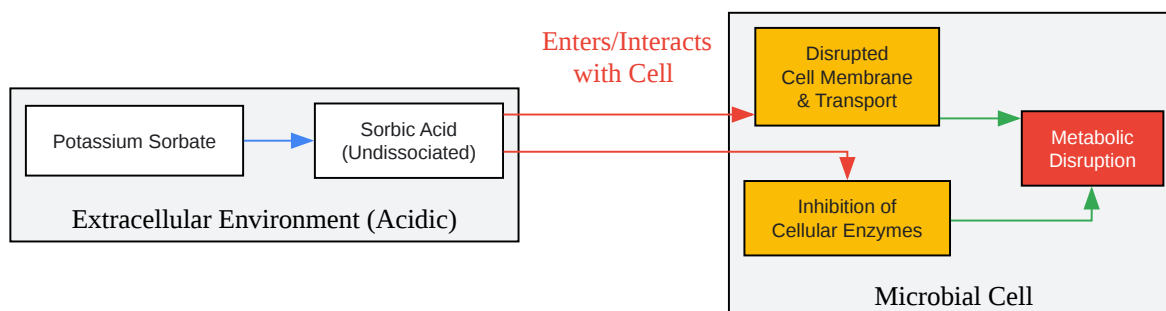 Potassium Sorbate
Sorbic Acid
(Undissociated)
Extracellular Environment (Acidic)
Enters/Interacts
with Cell
Disrupted
Cell Membrane
& Transport
Inhibition of
Cellular Enzymes
Metabolic
Disruption
Microbial Cell